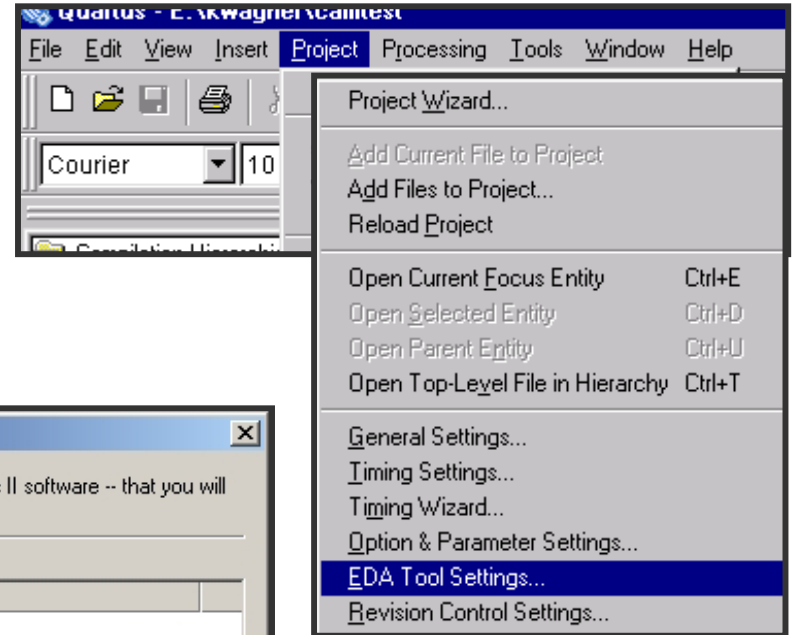 Quartus - E:\kwagner\camtest
File Edit View Insert Project Processing Tools Window Help
Project Wizard...
Courier 10
Add Current File to Project
Add Files to Project...
Reload Project
Open Current Focus Entity Ctrl+E
Open Selected Entity Ctrl+D
Open Parent Entity Ctrl+U
Open Top-Level File in Hierarchy Ctrl+T
General Settings...
II software -- that you will
Timing Settings...
Timing Wizard...
Option & Parameter Settings...
EDA Tool Settings...
Revision Control Settings...